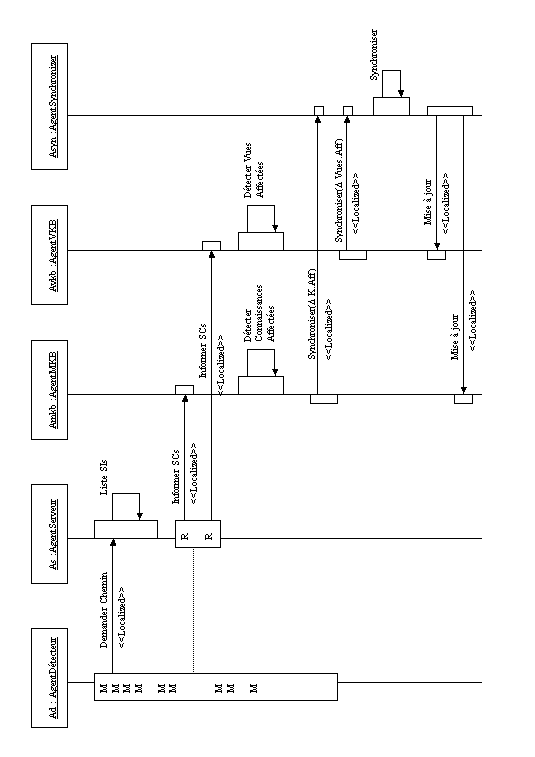 Ad : AgentDétecteur
As : AgentServeur
Amkb : AgentMKB
Avkb : AgentVKB
Asyn : AgentSynchronizer
M
M
M
M
M
M
M
M
M
Demander Chemin
<<Localized>>
Liste SIs
R
R
Informer SCs
<<Localized>>
Informer SCs
<<Localized>>
Détecter
Connaissances
Affectées
Détecter Vues
Affectées
Synchroniser(Δ K.Aff)
<<Localized>>
Synchroniser(Δ Vues.Aff)
<<Localized>>
Synchroniser
Mise à jour
<<Localized>>
Mise à jour
<<Localized>>